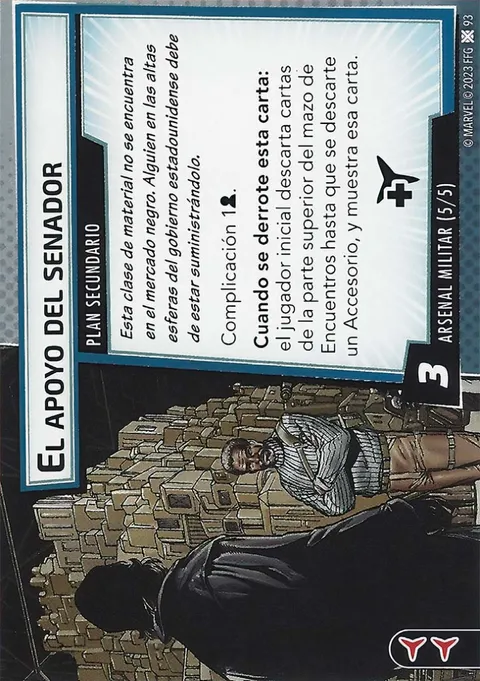 EL APOYO DEL SENADOR
PLAN SECUNDARIO
Esta clase de material no se encuentra
en el mercado negro. Alguien en las altas
esferas del gobierno estadounidense debe
de estar suministrándolo.
Complicación 1.
Cuando se derrote esta carta:
el jugador inicial descarta cartas
de la parte superior del mazo de
Encuentros hasta que se descarte
un Accesorio, y muestra esa carta.
3
ARSENAL MILITAR (5/5)
© MARVEL © 2023 FFG 93